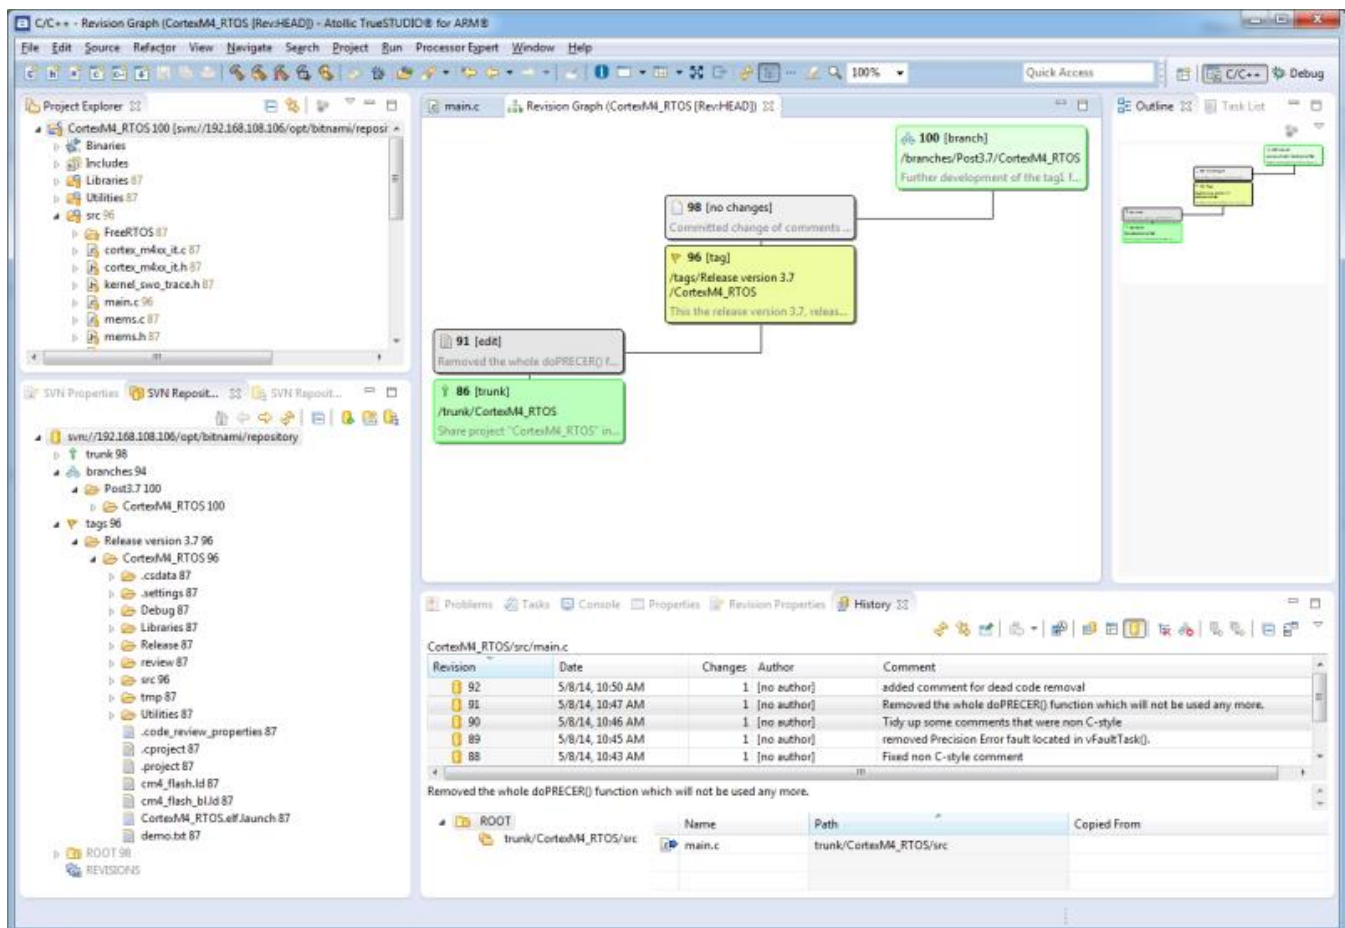 C/C++ - Revision Graph (CortexM4_RTOS [Rev:HEAD]) - Atollic TrueSTUDIO® for ARM®
File Edit Source Refactor View Navigate Search Project Run Processor Expert Window Help
100% Quick Access C/C++ Debug
Project Explorer
CortexM4_RTOS 100 [svn://192.168.108.106/opt/bitnami/reposi
Binaries
Includes
Libraries 87
Utilities 87
src 96
FreeRTOS 87
cortex_m4xx_it.c 87
cortex_m4xx_it.h 87
kernel_swo_trace.h 87
main.c 96
mems.c 87
mems.h 87
SVN Properties SVN Reposit... SVN Reposit...
svn://192.168.108.106/opt/bitnami/repository
trunk 98
branches 94
Post3.7 100
CortexM4_RTOS 100
tags 96
Release version 3.7 96
CortexM4_RTOS 96
.csdata 87
.settings 87
Debug 87
Libraries 87
Release 87
review 87
src 96
tmp 87
Utilities 87
.code_review_properties 87
.cproject 87
.project 87
cm4_flash.ld 87
cm4_flash_bl.ld 87
CortexM4_RTOS.elf.launch 87
demo.txt 87
ROOT 98
REVISIONS
main.c Revision Graph (CortexM4_RTOS [Rev:HEAD])
100 [branch]
/branches/Post3.7/CortexM4_RTOS
Further development of the tag1 f...
98 [no changes]
Committed change of comments ...
96 [tag]
/tags/Release version 3.7
/CortexM4_RTOS
This the release version 3.7, releas...
91 [edit]
Removed the whole doPRECER() f...
86 [trunk]
/trunk/CortexM4_RTOS
Share project "CortexM4_RTOS" in...
Outline Task List
Problems Tasks Console Properties Revision Properties History
CortexM4_RTOS/src/main.c
Revision Date Changes Author Comment
92 5/8/14, 10:50 AM 1 [no author] added comment for dead code removal
91 5/8/14, 10:47 AM 1 [no author] Removed the whole doPRECER() function which will not be used any more.
90 5/8/14, 10:46 AM 1 [no author] Tidy up some comments that were non C-style
89 5/8/14, 10:45 AM 1 [no author] removed Precision Error fault located in vFaultTask().
88 5/8/14, 10:43 AM 1 [no author] Fixed non C-style comment
Removed the whole doPRECER() function which will not be used any more.
ROOT
trunk/CortexM4_RTOS/src
Name Path Copied From
main.c trunk/CortexM4_RTOS/src